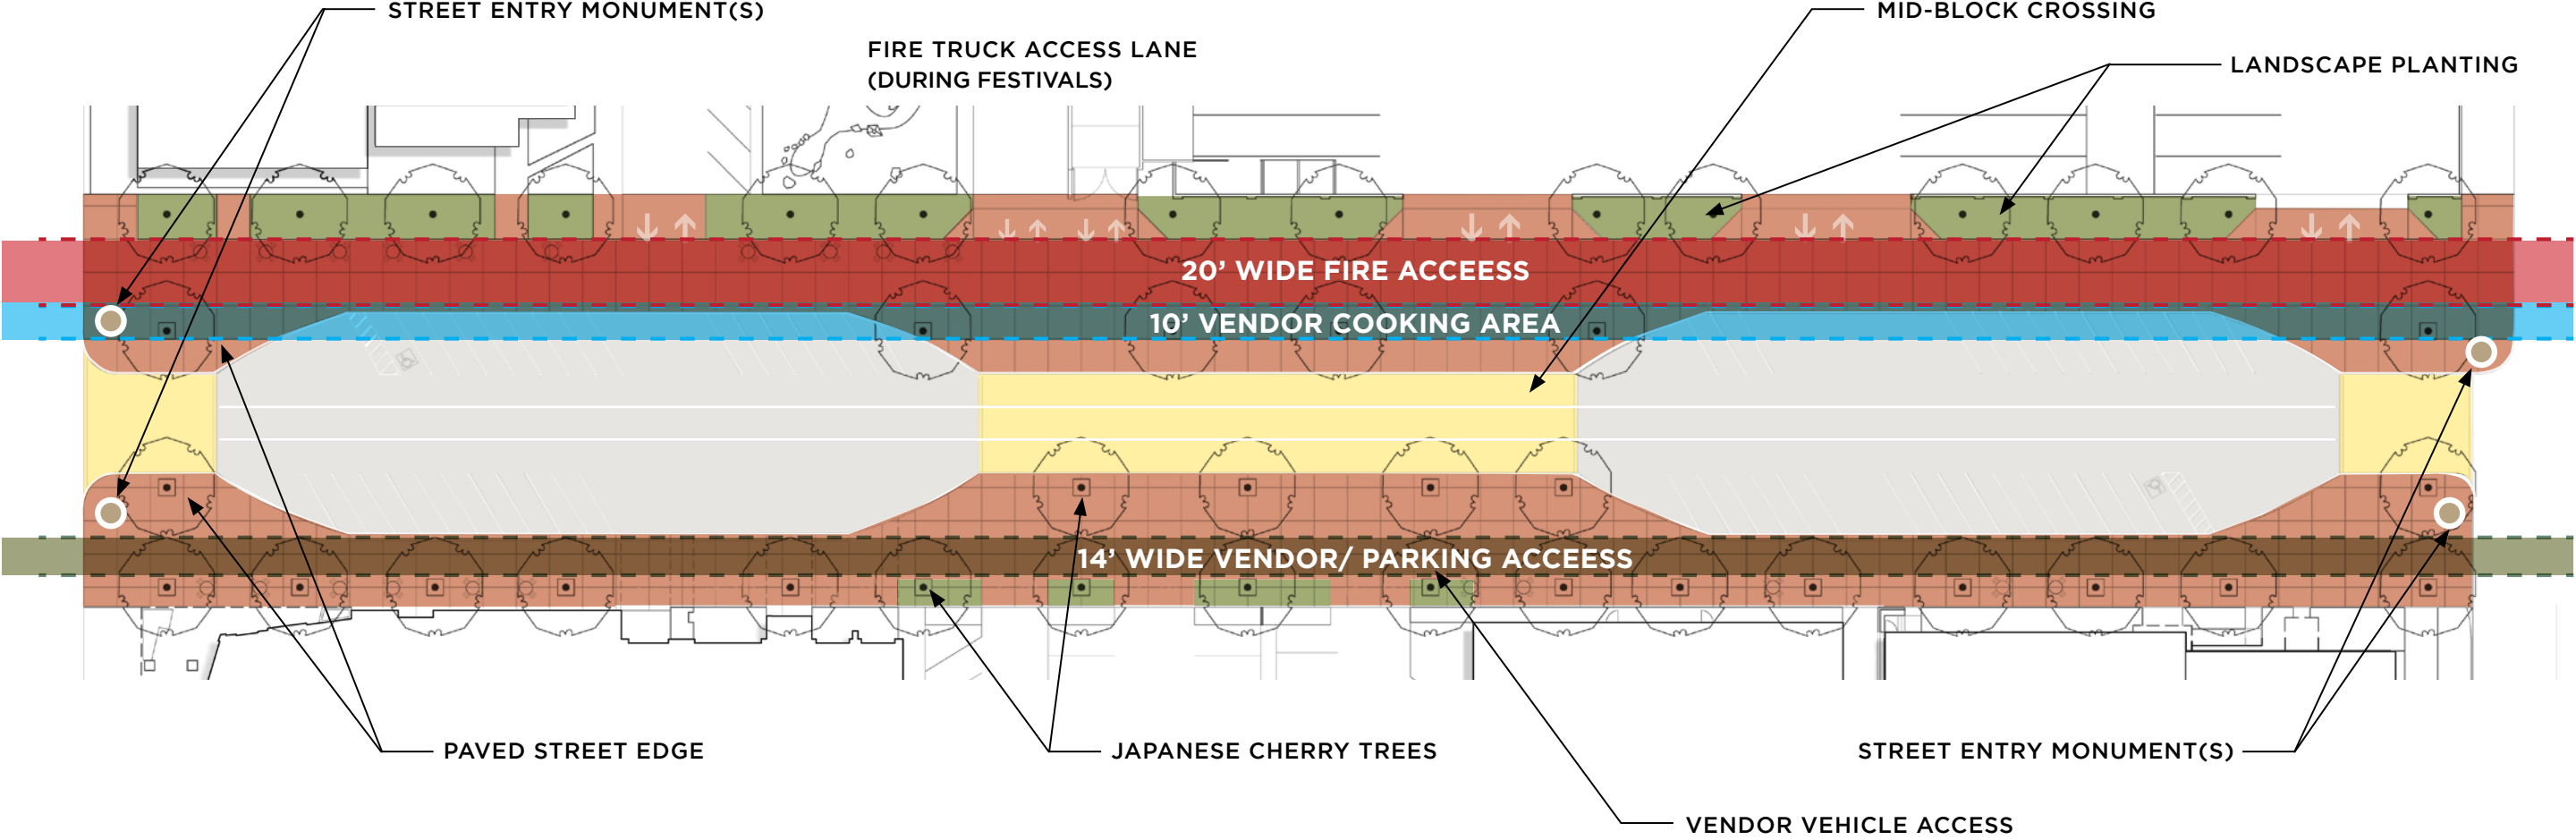 STREET ENTRY MONUMENT(S)
MID-BLOCK CROSSING
FIRE TRUCK ACCESS LANE
(DURING FESTIVALS)
LANDSCAPE PLANTING
20’ WIDE FIRE ACCEESS
10’ VENDOR COOKING AREA
14’ WIDE VENDOR/ PARKING ACCEESS
PAVED STREET EDGE
JAPANESE CHERRY TREES
STREET ENTRY MONUMENT(S)
VENDOR VEHICLE ACCESS